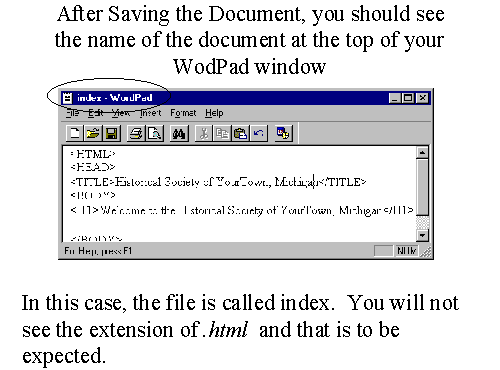 After Saving the Document, you should see
the name of the document at the top of your
WodPad window
index - WordPad
File Edit View Insert Format Help
<HTML>
<HEAD>
<TITLE>Historical Society of YourTown, Michigan</TITLE>
<BODY>
<H1>Welcome to the Historical Society of YourTown, Michigan</H1>
</BODY>
For Help, press F1
NUM
In this case, the file is called index. You will not
see the extension of .html and that is to be
expected.